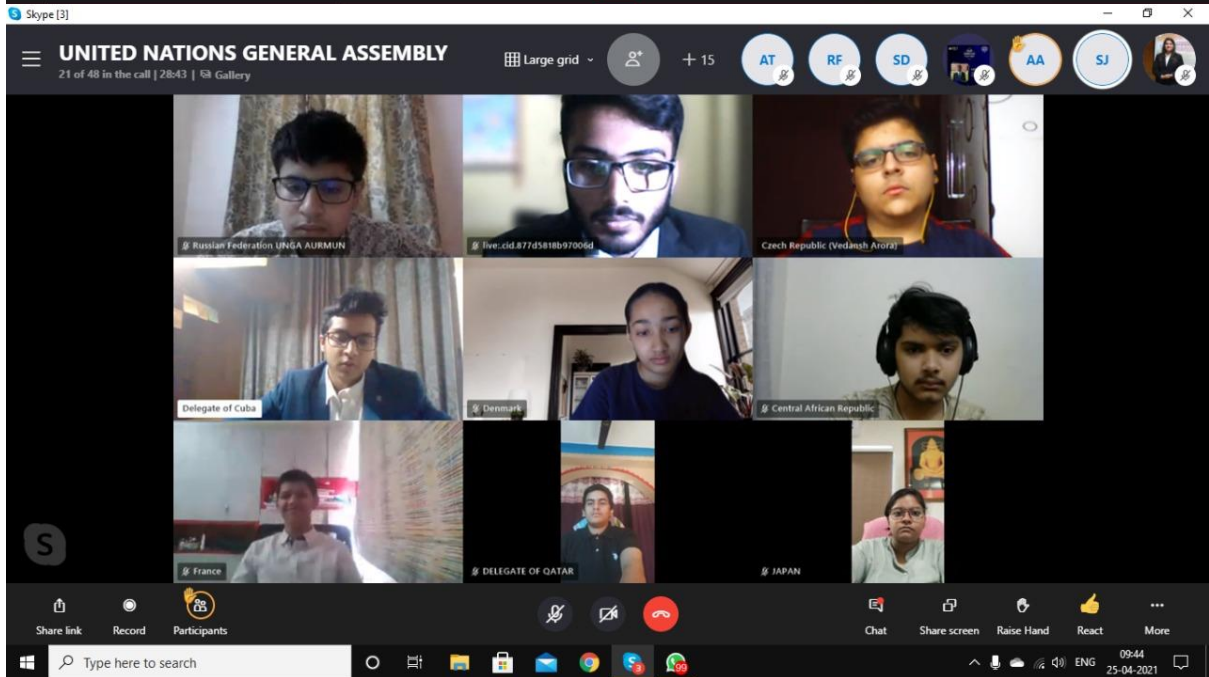 Skype [3]
UNITED NATIONS GENERAL ASSEMBLY
21 of 48 in the call | 28:43 | Gallery
Large grid
+ 15
AT
RF
SD
AA
SJ
Russian Federation UNGA AURMUN
live:.cid.877d5818b97006d
Czech Republic (Vedansh Arora)
Delegate of Cuba
Denmark
Central African Republic
France
DELEGATE OF QATAR
JAPAN
S
Share link
Record
Participants
Chat
Share screen
Raise Hand
React
More
Type here to search
99
ENG
09:44
25-04-2021